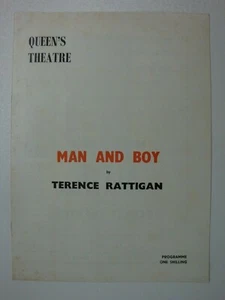 QUEEN'S
THEATRE
MAN AND BOY
by
TERENCE RATTIGAN
PROGRAMME
ONE SHILLING